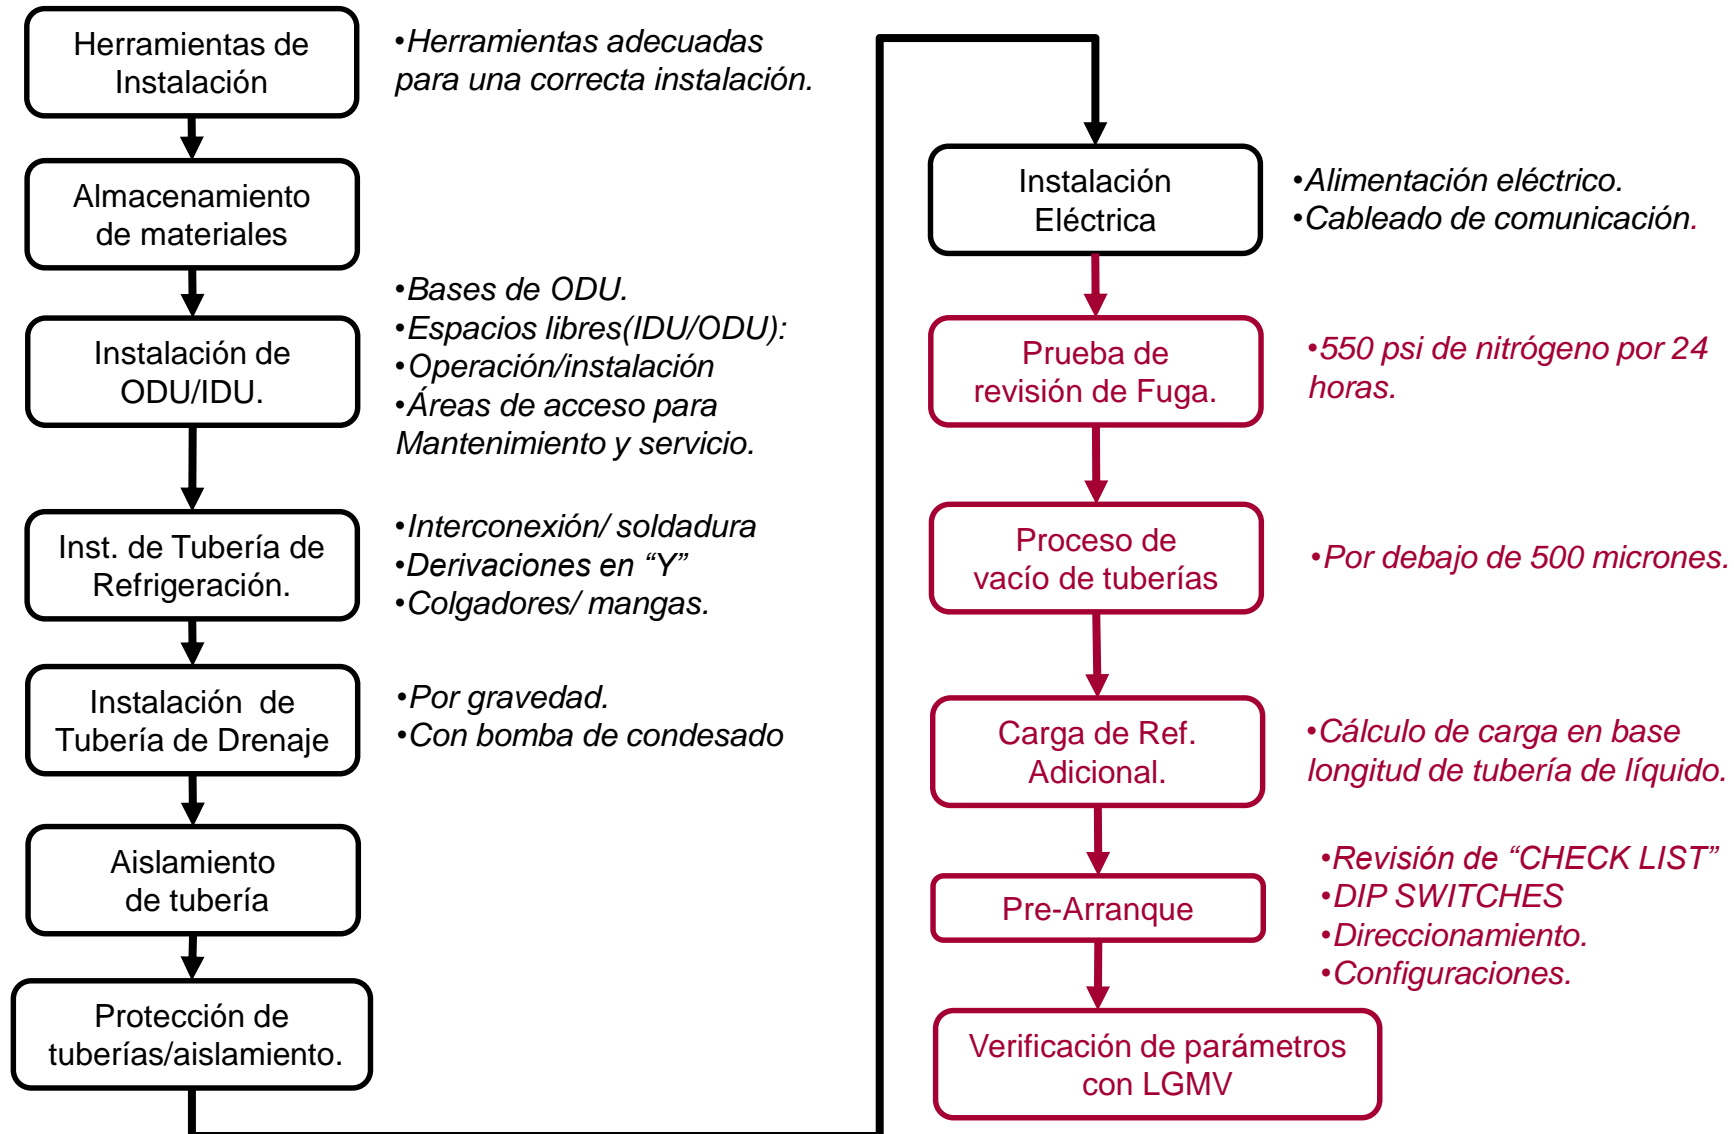 Herramientas de
Instalación
•Herramientas adecuadas
para una correcta instalación.
Almacenamiento
de materiales
Instalación de
ODU/IDU.
•Bases de ODU.
•Espacios libres(IDU/ODU):
•Operación/instalación
•Áreas de acceso para
Mantenimiento y servicio.
Inst. de Tubería de
Refrigeración.
•Interconexión/ soldadura
•Derivaciones en “Y”
•Colgadores/ mangas.
Instalación de
Tubería de Drenaje
•Por gravedad.
•Con bomba de condesado
Aislamiento
de tubería
Protección de
tuberías/aislamiento.
Instalación
Eléctrica
•Alimentación eléctrico.
•Cableado de comunicación.
Prueba de
revisión de Fuga.
•550 psi de nitrógeno por 24
horas.
Proceso de
vacío de tuberías
•Por debajo de 500 micrones.
Carga de Ref.
Adicional.
•Cálculo de carga en base
longitud de tubería de líquido.
Pre-Arranque
•Revisión de “CHECK LIST”
•DIP SWITCHES
•Direccionamiento.
•Configuraciones.
Verificación de parámetros
con LGMV